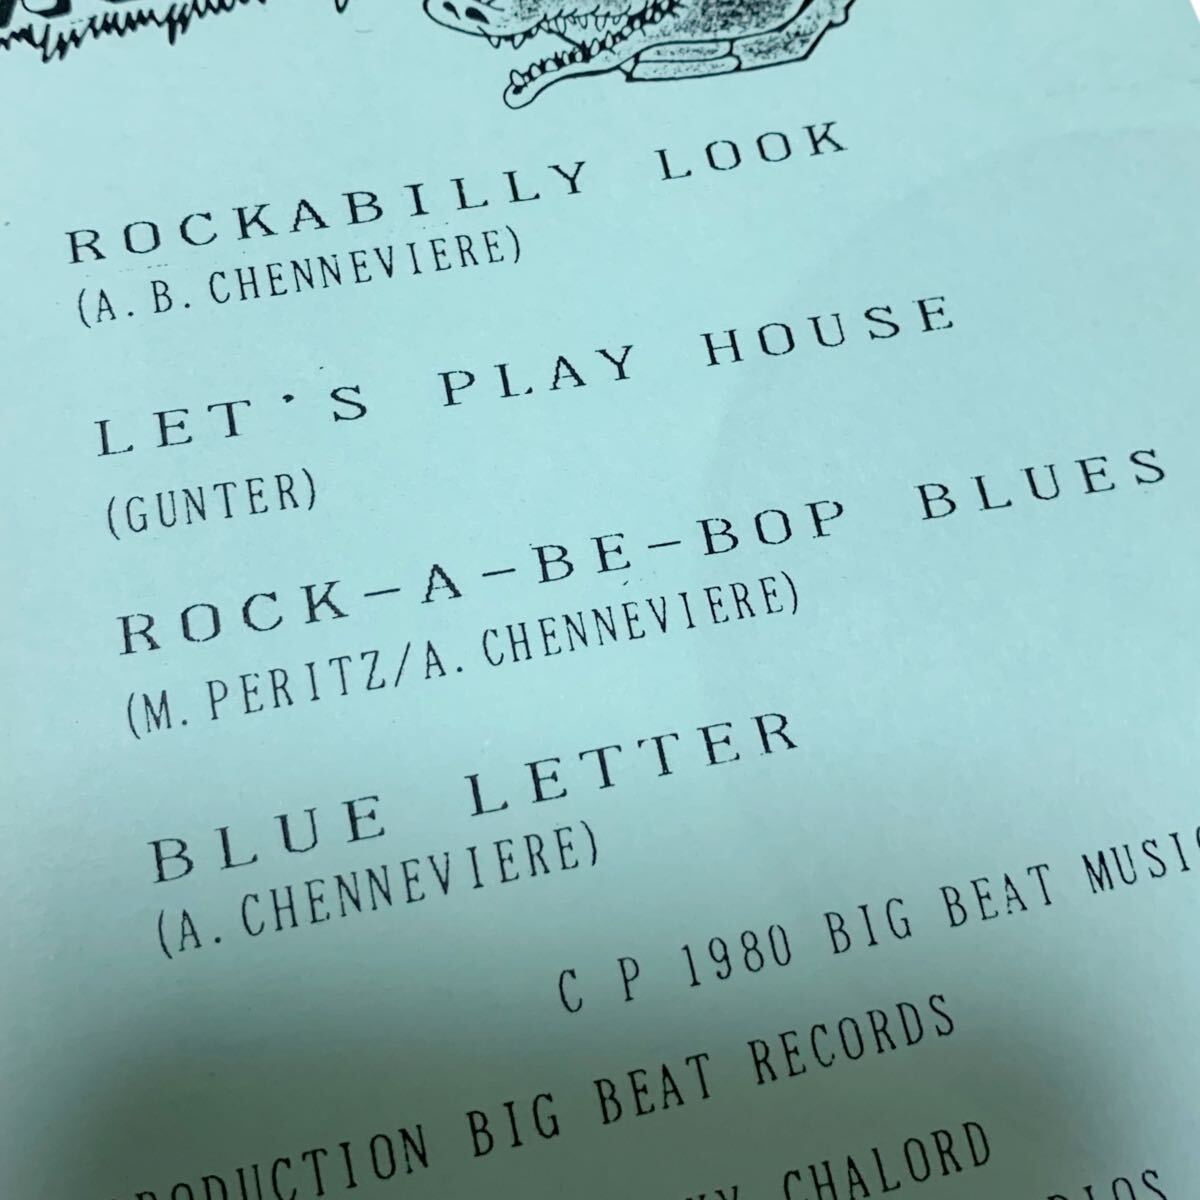 ROCKABILLY LOOK
(A. B. CHENNEVIERE)
LET'S PLAY HOUSE
(GUNTER)
ROCK-A-BE-BOP BLUES
(M. PERITZ/A. CHENNEVIERE)
BLUE LETTER
(A. CHENNEVIERE)
C P 1980 BIG BEAT MUSIC
BIG BEAT RECORDS
CHALORD